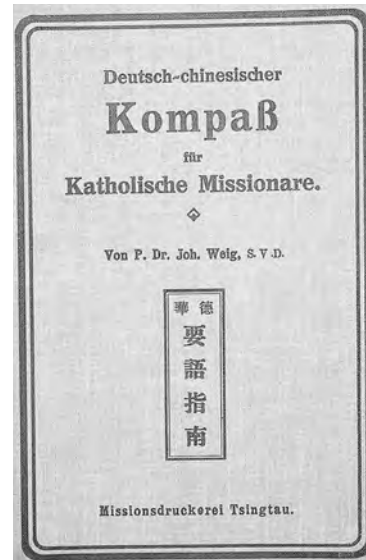 Deutsch-chinesischer
Kompaß
für
Katholische Missionare.
Von P. Dr. Joh. Weig, S. V. D.
華德
要
語
指
南
Missionsdruckerei Tsingtau.